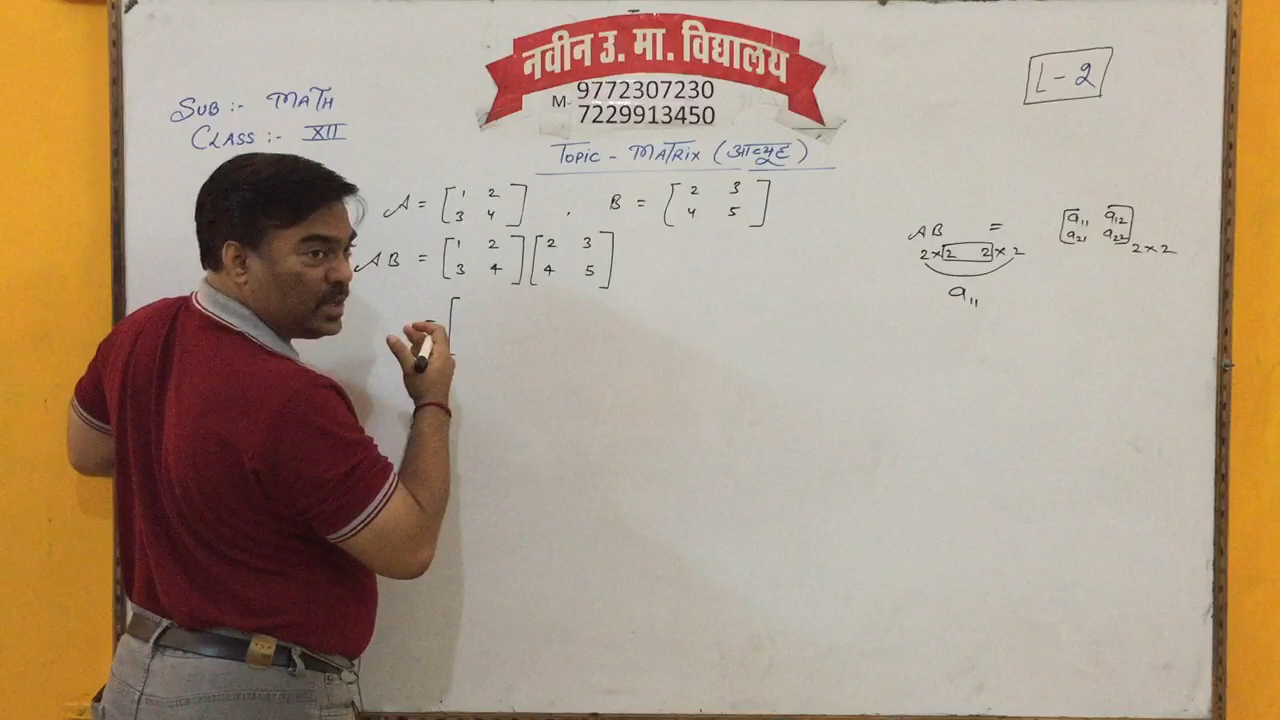 नवीन उ. मा. विद्यालय
M- 9772307230
7229913450
L-2
SUB :- MATH
CLASS :- XII
TOPIC - MATRIX (आव्यूह)
A = [ 1 2
3 4 ] , B = [ 2 3
4 5 ]
AB = [ 1 2
3 4 ] [ 2 3
4 5 ]
= [
AB = [ a11 a12
a21 a22 ] 2×2
2×2 2×2
a11